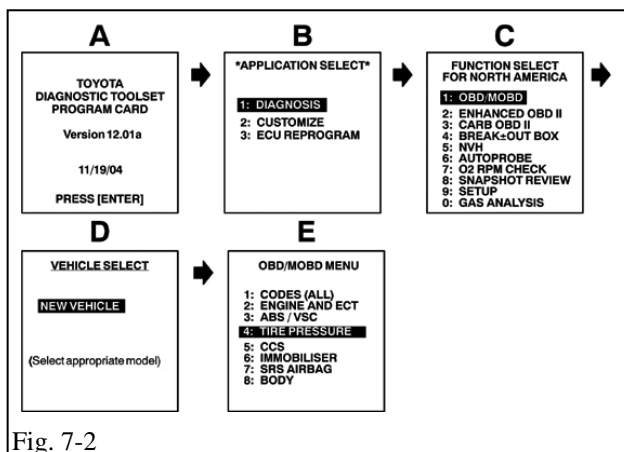 A
TOYOTA
DIAGNOSTIC TOOLSET
PROGRAM CARD
Version 12.01a
11/19/04
PRESS [ENTER]
B
*APPLICATION SELECT*
1: DIAGNOSIS
2: CUSTOMIZE
3: ECU REPROGRAM
C
FUNCTION SELECT
FOR NORTH AMERICA
1: OBD/MOBD
2: ENHANCED OBD II
3: CARB OBD II
4: BREAK±OUT BOX
5: NVH
6: AUTOPROBE
7: O2 RPM CHECK
8: SNAPSHOT REVIEW
9: SETUP
0: GAS ANALYSIS
D
VEHICLE SELECT
NEW VEHICLE
(Select appropriate model)
E
OBD/MOBD MENU
1: CODES (ALL)
2: ENGINE AND ECT
3: ABS / VSC
4: TIRE PRESSURE
5: CCS
6: IMMOBILISER
7: SRS AIRBAG
8: BODY
Fig. 7-2